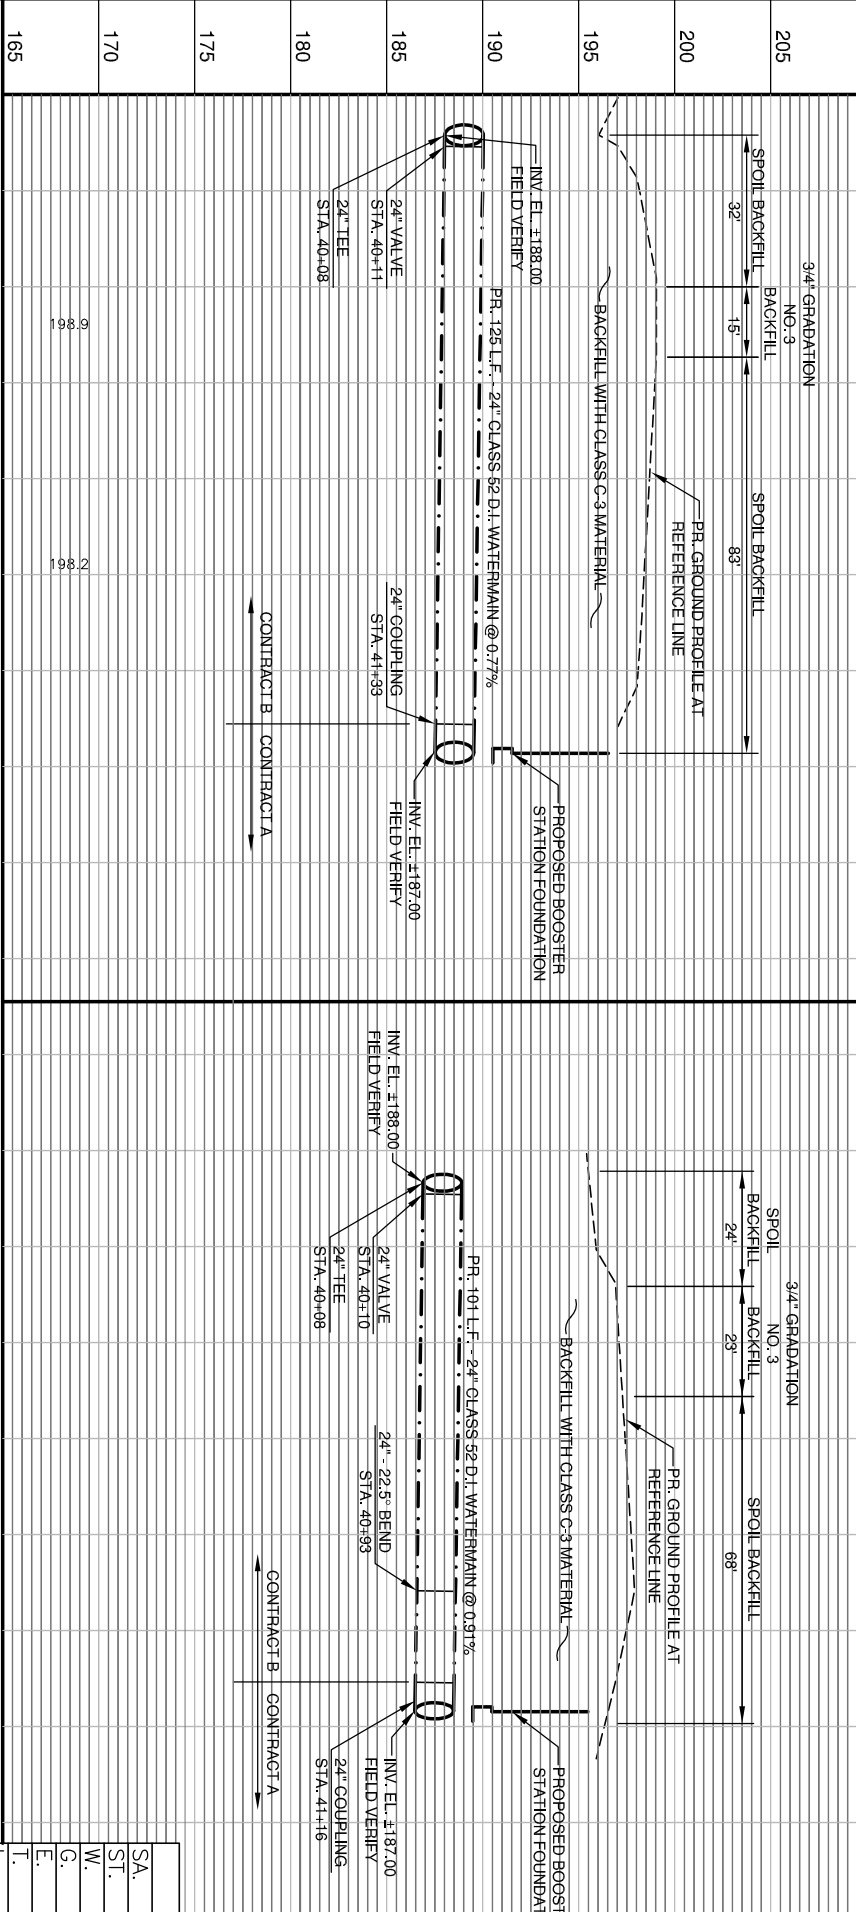 205
200
195
190
185
180
175
170
165
3/4" GRADATION
NO. 3
BACKFILL
SPOIL BACKFILL
32'
15'
SPOIL BACKFILL
83'
PR. GROUND PROFILE AT
REFERENCE LINE
BACKFILL WITH CLASS C-3 MATERIAL
INV. EL. ±188.00
FIELD VERIFY
PR. 125 L.F. - 24" CLASS 52 D.I. WATERMAIN @ 0.77%
PROPOSED BOOSTER
STATION FOUNDATION
24" VALVE
STA. 40+11
24" TEE
STA. 40+08
24" COUPLING
STA. 41+33
INV. EL. ±187.00
FIELD VERIFY
CONTRACT B
CONTRACT A
198.9
198.2
3/4" GRADATION
NO. 3
BACKFILL
23'
SPOIL
BACKFILL
24'
SPOIL BACKFILL
68'
PR. GROUND PROFILE AT
REFERENCE LINE
BACKFILL WITH CLASS C-3 MATERIAL
PROPOSED BOOST
STATION FOUNDAT
PR. 101 L.F. - 24" CLASS 52 D.I. WATERMAIN @ 0.91%
INV. EL. ±188.00
FIELD VERIFY
24" VALVE
STA. 40+10
24" TEE
STA. 40+08
24" - 22.5° BEND
STA. 40+93
INV. EL. ±187.00
FIELD VERIFY
24" COUPLING
STA. 41+16
CONTRACT B
CONTRACT A
SA.
ST.
W.
G.
E.
T.